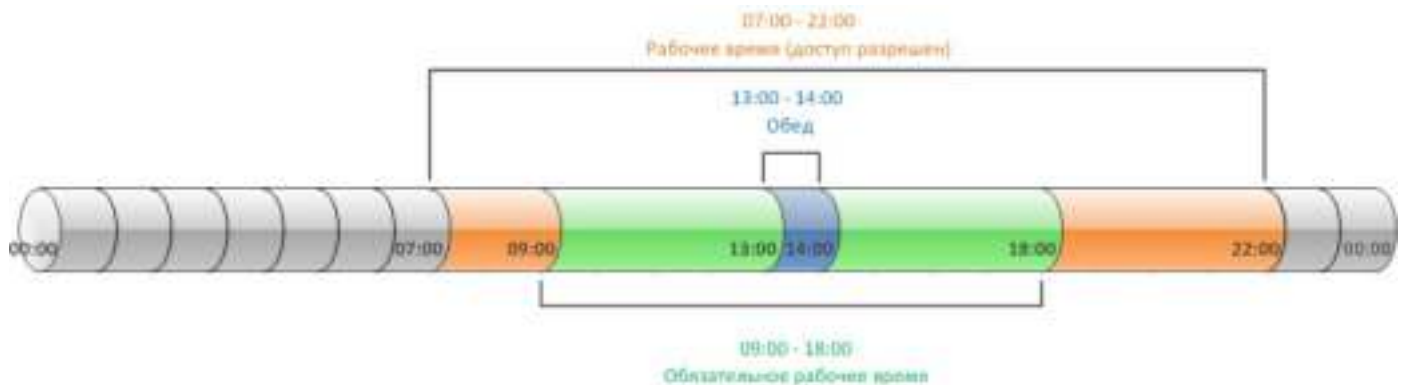 07:00 - 22:00
Рабочее время (доступ разрешен)
13:00 - 14:00
Обед
00:00 07:00 09:00 13:00 14:00 18:00 22:00 00:00
09:00 - 18:00
Обязательное рабочее время